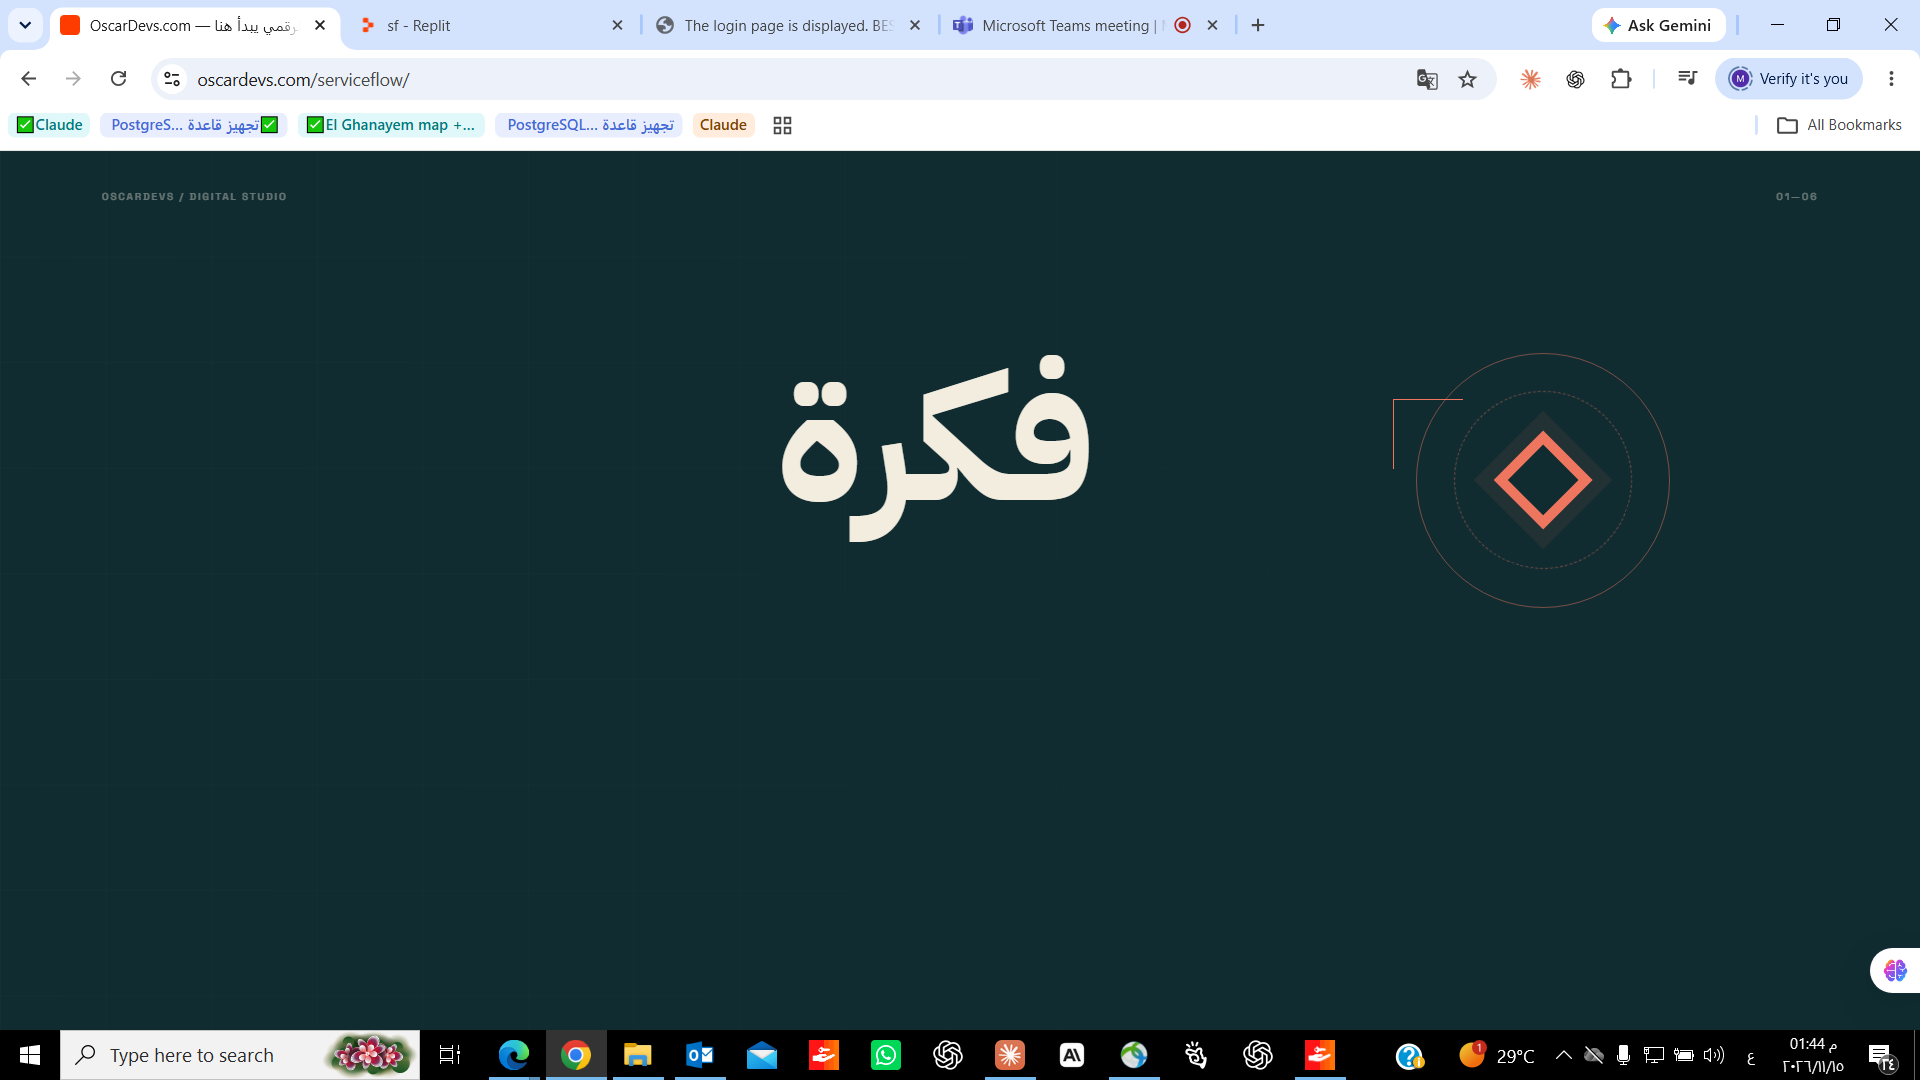 OscarDevs.com — رقمي يبدأ هنا
sf - Replit
The login page is displayed. BES
Microsoft Teams meeting |
Ask Gemini
oscardevs.com/serviceflow/
Verify it's you
✅Claude
PostgreS... تجهيز قاعدة✅
✅El Ghanayem map +...
PostgreSQL... تجهيز قاعدة
Claude
All Bookmarks
OSCARDEVS / DIGITAL STUDIO
01—06
فكرة
Type here to search
29°C
ع
01:44 م
٢٠٢٦/١١/١٥
٢٤